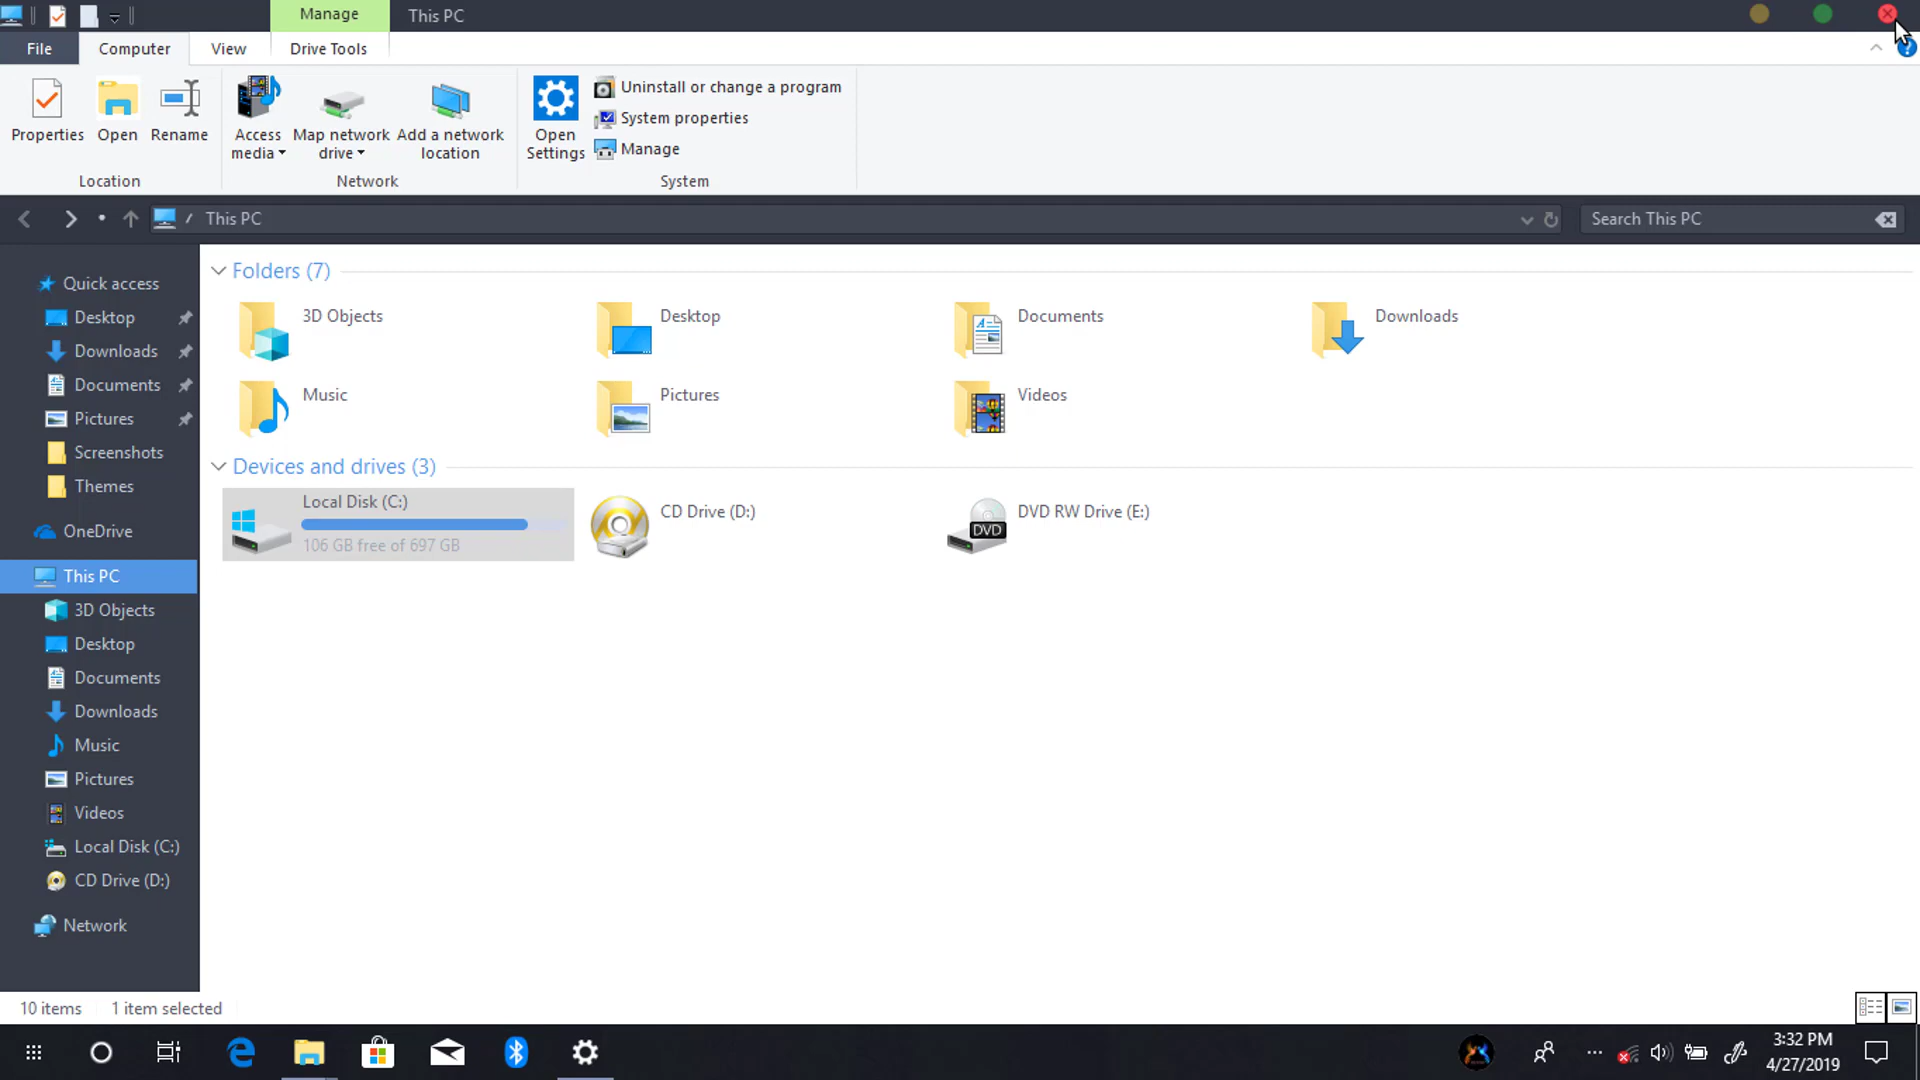 Manage
This PC
File
Computer
View
Drive Tools
Properties
Open
Rename
Access media
Map network drive
Add a network location
Open Settings
Uninstall or change a program
System properties
Manage
Location
Network
System
/ This PC
Search This PC
Quick access
Desktop
Downloads
Documents
Pictures
Screenshots
Themes
OneDrive
This PC
3D Objects
Desktop
Documents
Downloads
Music
Pictures
Videos
Local Disk (C:)
CD Drive (D:)
Network
Folders (7)
3D Objects
Desktop
Documents
Downloads
Music
Pictures
Videos
Devices and drives (3)
Local Disk (C:)
106 GB free of 697 GB
CD Drive (D:)
DVD RW Drive (E:)
DVD
10 items
1 item selected
3:32 PM
4/27/2019